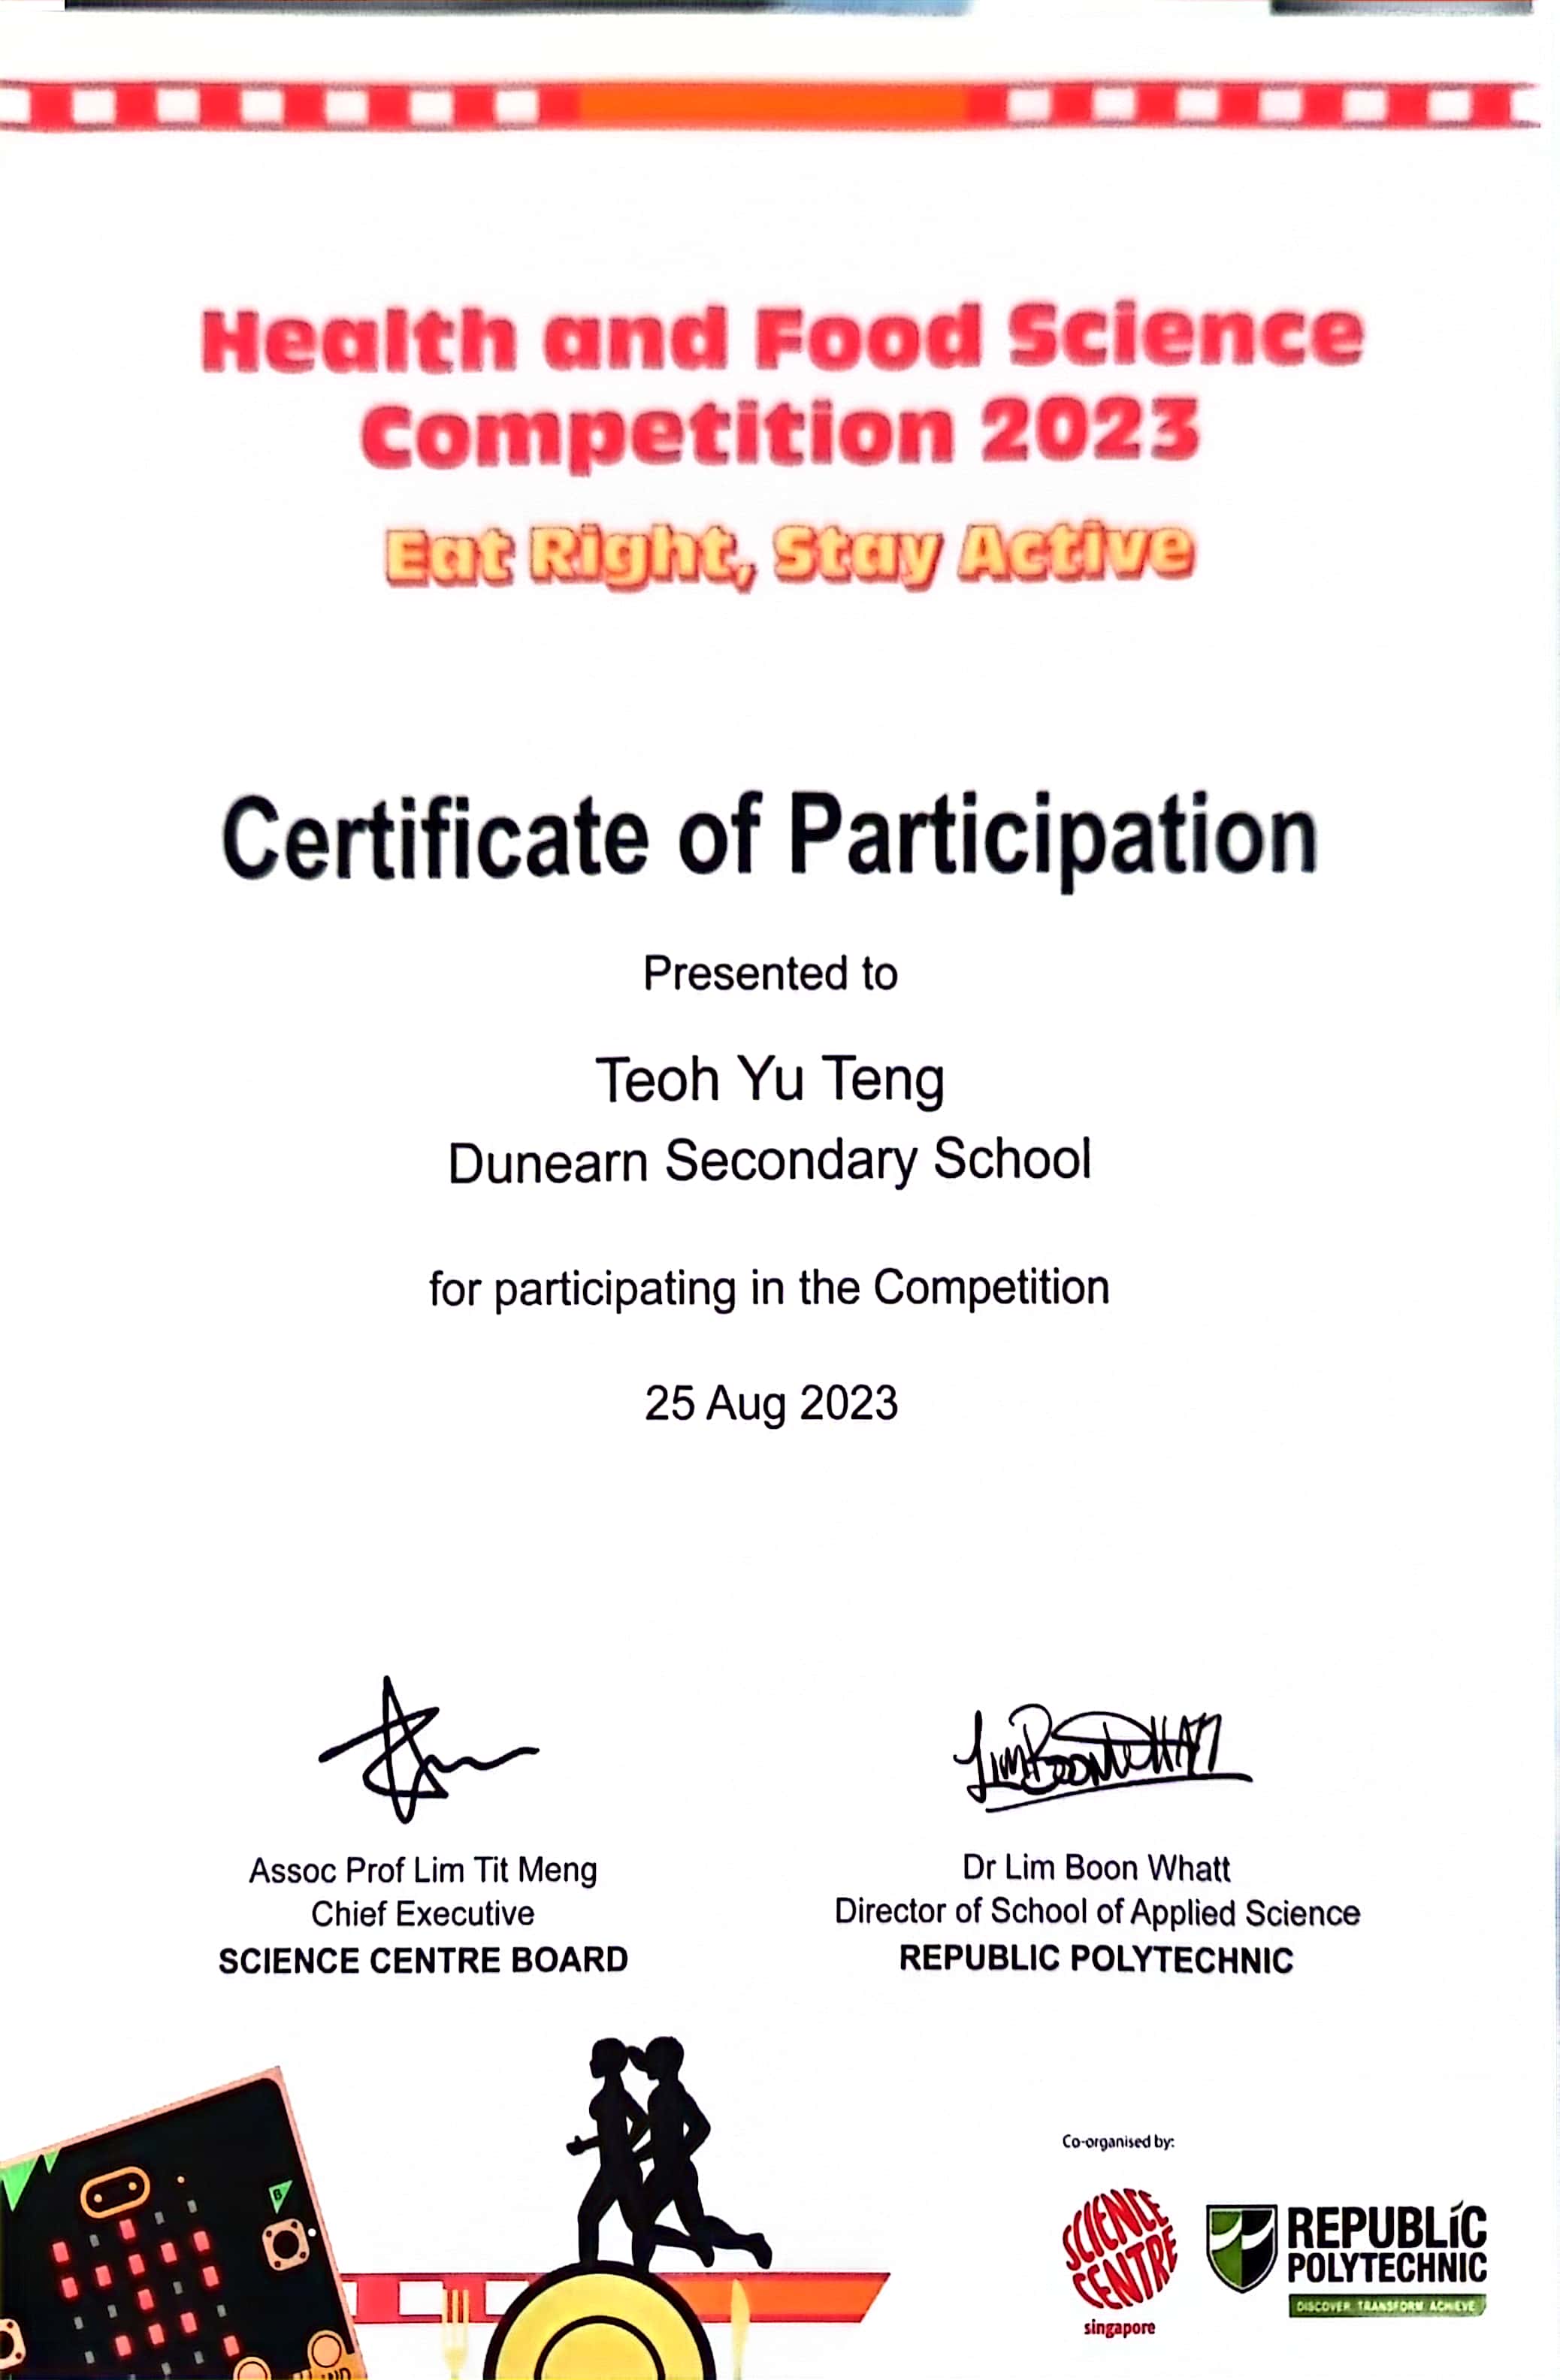 Health and Food Science
Competition 2023
Eat Right, Stay Active
Certificate of Participation
Presented to
Teoh Yu Teng
Dunearn Secondary School
for participating in the Competition
25 Aug 2023
Lim Boon Whatt
Assoc Prof Lim Tit Meng
Chief Executive
SCIENCE CENTRE BOARD
Dr Lim Boon Whatt
Director of School of Applied Science
REPUBLIC POLYTECHNIC
B
Co-organised by:
SCIENCE
CENTRE
singapore
REPUBLIC
POLYTECHNIC
DISCOVER TRANSFORM ACHIEVE